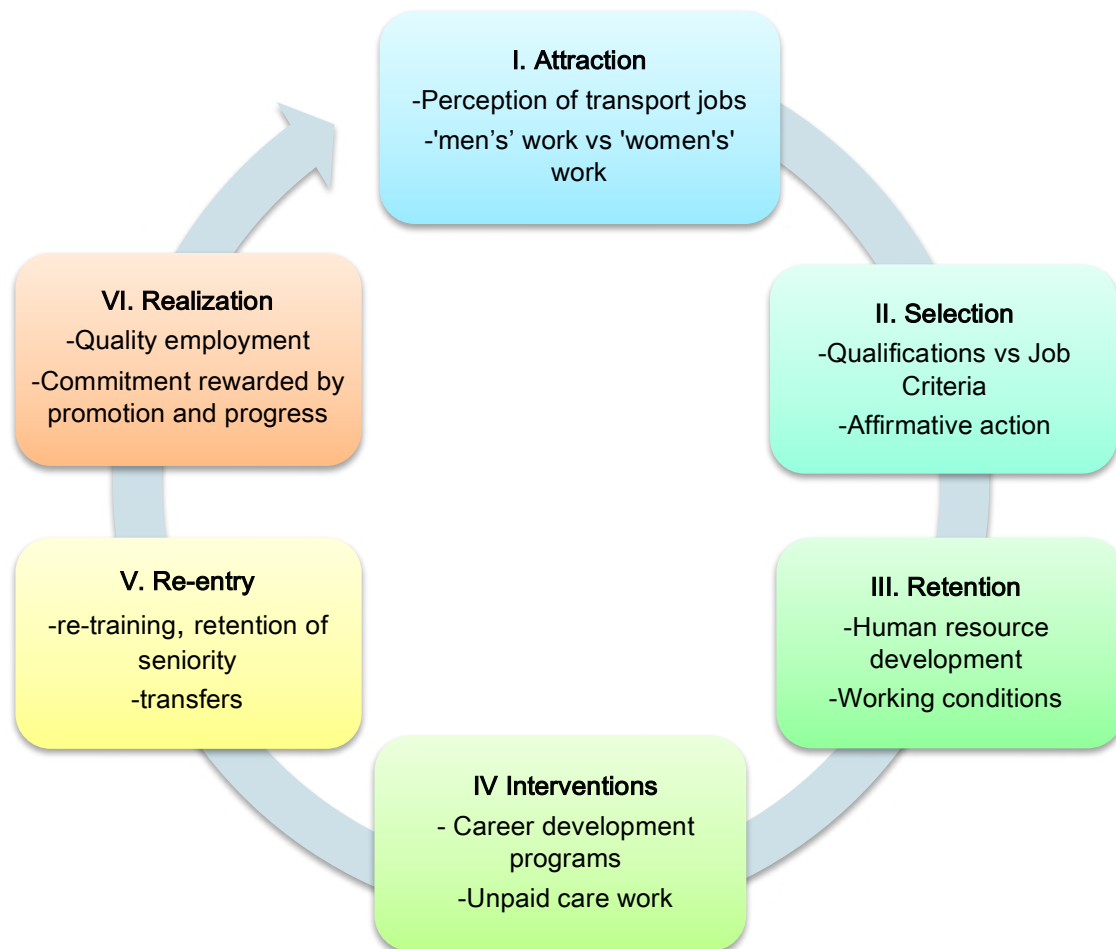 I. Attraction
-Perception of transport jobs
-'men’s’ work vs 'women's'
work
II. Selection
-Qualifications vs Job
Criteria
-Affirmative action
III. Retention
-Human resource
development
-Working conditions
IV Interventions
- Career development
programs
-Unpaid care work
V. Re-entry
-re-training, retention of
seniority
-transfers
VI. Realization
-Quality employment
-Commitment rewarded by
promotion and progress